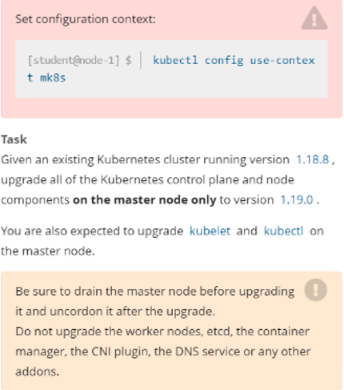 Set configuration context:
[student@node-1] $ | kubectl config use-contex
t mk8s
Task
Given an existing Kubernetes cluster running version 1.18.8 ,
upgrade all of the Kubernetes control plane and node
components on the master node only to version 1.19.0 .
You are also expected to upgrade kubelet and kubectl on
the master node.
Be sure to drain the master node before upgrading
it and uncordon it after the upgrade.
Do not upgrade the worker nodes, etcd, the container
manager, the CNI plugin, the DNS service or any other
addons.